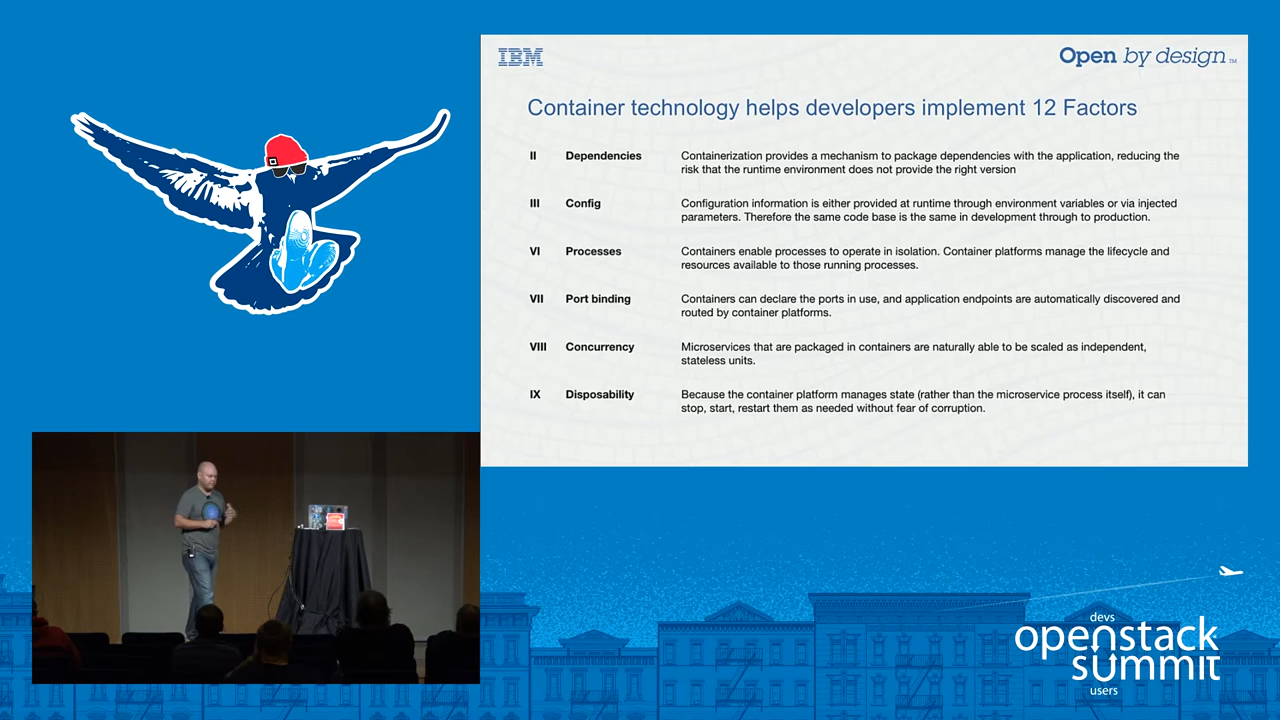 IBM
Open by design™
Container technology helps developers implement 12 Factors
II Dependencies Containerization provides a mechanism to package dependencies with the application, reducing the
risk that the runtime environment does not provide the right version
III Config Configuration information is either provided at runtime through environment variables or via injected
parameters. Therefore the same code base is the same in development through to production.
VI Processes Containers enable processes to operate in isolation. Container platforms manage the lifecycle and
resources available to those running processes.
VII Port binding Containers can declare the ports in use, and application endpoints are automatically discovered and
routed by container platforms.
VIII Concurrency Microservices that are packaged in containers are naturally able to be scaled as independent,
stateless units.
IX Disposability Because the container platform manages state (rather than the microservice process itself), it can
stop, start, restart them as needed without fear of corruption.
devs
openstack
summit
users